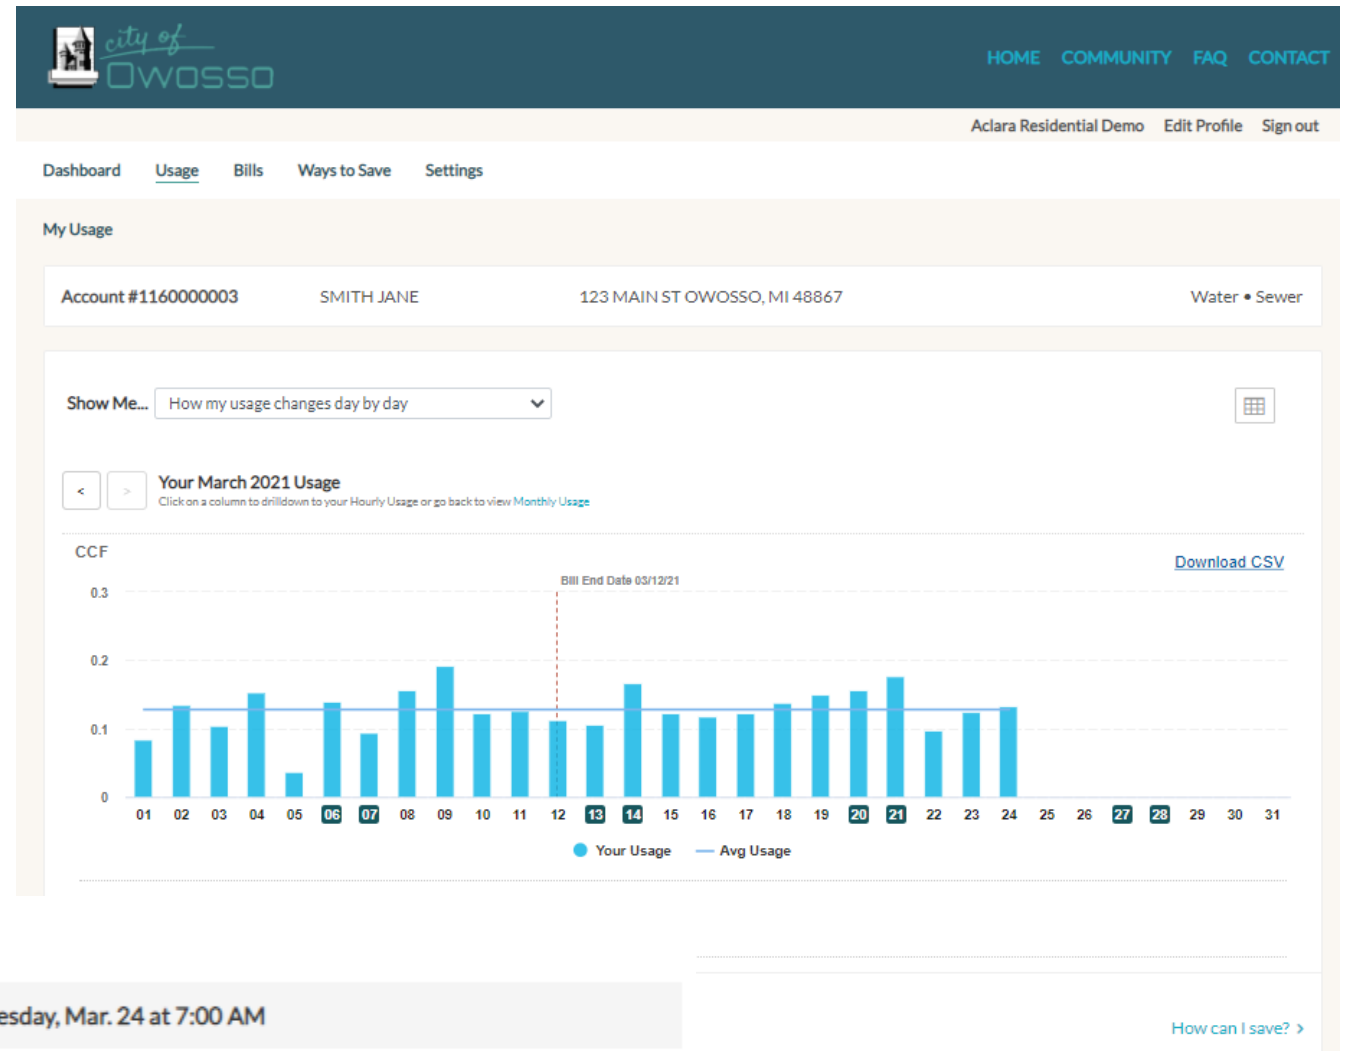 city of
Owosso
HOME COMMUNITY FAQ CONTACT
Aclara Residential Demo Edit Profile Sign out
Dashboard Usage Bills Ways to Save Settings
My Usage
Account #1160000003 SMITH JANE 123 MAIN ST OWOSSO, MI 48867 Water • Sewer
Show Me... How my usage changes day by day
< > Your March 2021 Usage
Click on a column to drilldown to your Hourly Usage or go back to view Monthly Usage
CCF
Download CSV
Bill End Date 03/12/21
0.3
0.2
0.1
0
01 02 03 04 05 06 07 08 09 10 11 12 13 14 15 16 17 18 19 20 21 22 23 24 25 26 27 28 29 30 31
Your Usage Avg Usage
esday, Mar. 24 at 7:00 AM
How can I save? >